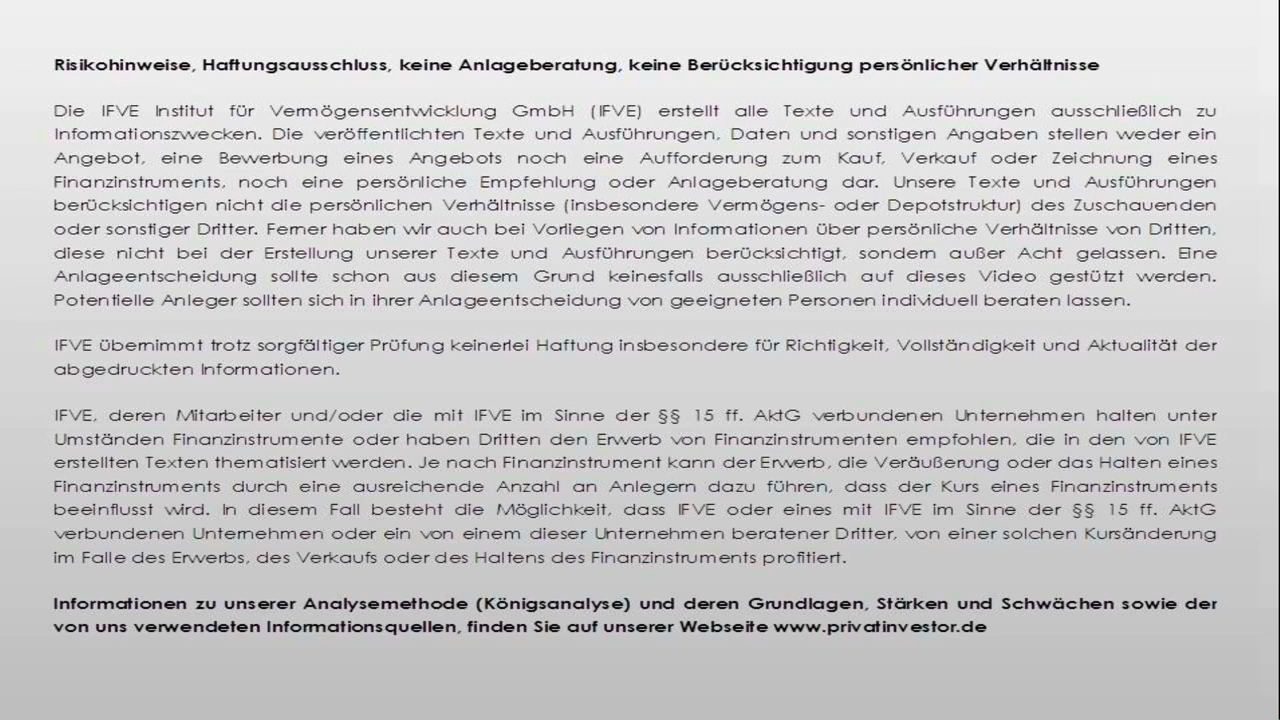 Risikohinweise, Haftungsausschluss, keine Anlageberatung, keine Berücksichtigung persönlicher Verhältnisse
Die IFVE Institut für Vermögensentwicklung GmbH (IFVE) erstellt alle Texte und Ausführungen ausschließlich zu
Informationszwecken. Die veröffentlichten Texte und Ausführungen, Daten und sonstigen Angaben stellen weder ein
Angebot, eine Bewerbung eines Angebots noch eine Aufforderung zum Kauf, Verkauf oder Zeichnung eines
Finanzinstruments, noch eine persönliche Empfehlung oder Anlageberatung dar. Unsere Texte und Ausführungen
berücksichtigen nicht die persönlichen Verhältnisse (insbesondere Vermögens- oder Depotstruktur) des Zuschauenden
oder sonstiger Dritter. Ferner haben wir auch bei Vorliegen von Informationen über persönliche Verhältnisse von Dritten,
diese nicht bei der Erstellung unserer Texte und Ausführungen berücksichtigt, sondern außer Acht gelassen. Eine
Anlageentscheidung sollte schon aus diesem Grund keinesfalls ausschließlich auf dieses Video gestützt werden.
Potentielle Anleger sollten sich in ihrer Anlageentscheidung von geeigneten Personen individuell beraten lassen.
IFVE übernimmt trotz sorgfältiger Prüfung keinerlei Haftung insbesondere für Richtigkeit, Vollständigkeit und Aktualität der
abgedruckten Informationen.
IFVE, deren Mitarbeiter und/oder die mit IFVE im Sinne der §§ 15 ff. AktG verbundenen Unternehmen halten unter
Umständen Finanzinstrumente oder haben Dritten den Erwerb von Finanzinstrumenten empfohlen, die in den von IFVE
erstellten Texten thematisiert werden. Je nach Finanzinstrument kann der Erwerb, die Veräußerung oder das Halten eines
Finanzinstruments durch eine ausreichende Anzahl an Anlegern dazu führen, dass der Kurs eines Finanzinstruments
beeinflusst wird. In diesem Fall besteht die Möglichkeit, dass IFVE oder eines mit IFVE im Sinne der §§ 15 ff. AktG
verbundenen Unternehmen oder ein von einem dieser Unternehmen beratener Dritter, von einer solchen Kursänderung
im Falle des Erwerbs, des Verkaufs oder des Haltens des Finanzinstruments profitiert.
Informationen zu unserer Analysemethode (Königsanalyse) und deren Grundlagen, Stärken und Schwächen sowie der
von uns verwendeten Informationsquellen, finden Sie auf unserer Webseite www.privatinvestor.de